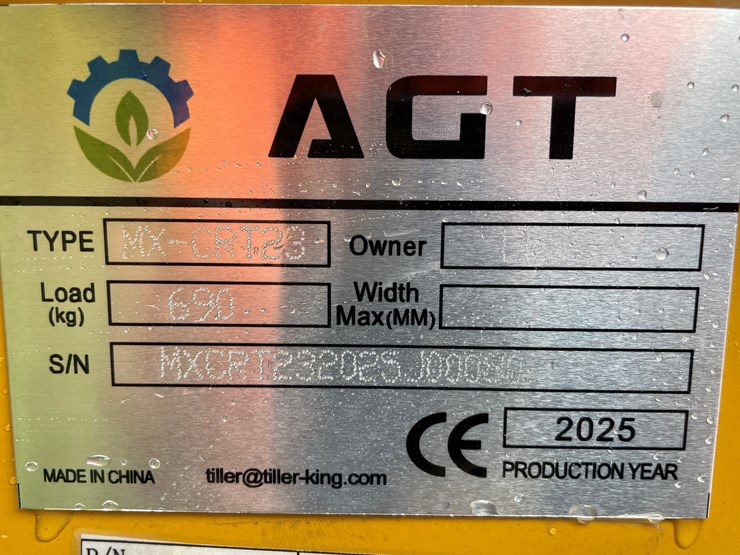 AGT
TYPE MX-CRT23 Owner
Load (kg) 690 Width Max(MM)
S/N
CE 2025
MADE IN CHINA tiller@tiller-king.com PRODUCTION YEAR
P/N